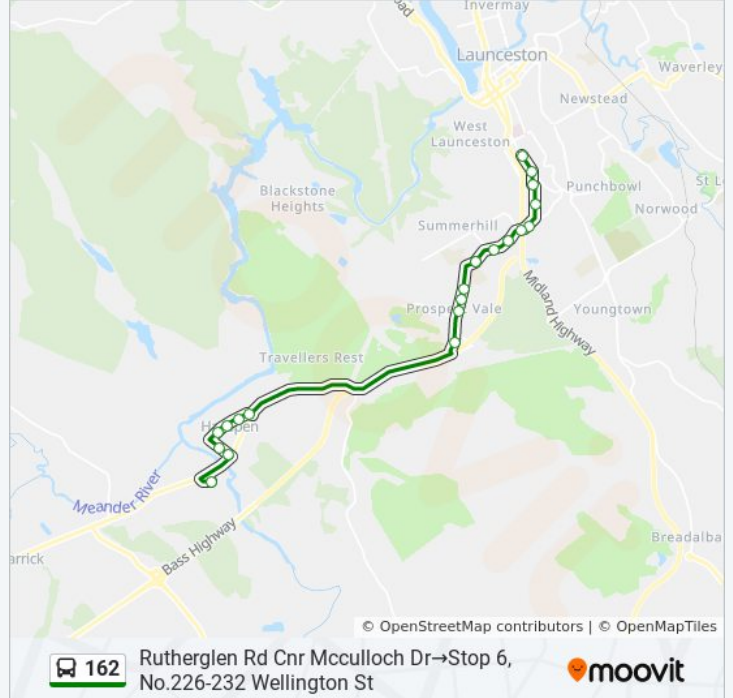 Invermay
oad
Launceston
Waverley
Newstead
West
Launceston
Punchbowl
St L
Blackstone
Heights
Norwood
Summerhill
Midland Highway
Prospect Vale
Youngtown
Travellers Rest
Meander River
Bass Highway
Breadalba
arrick
© OpenStreetMap contributors | © OpenMapTiles
162
Rutherglen Rd Cnr Mcculloch Dr→Stop 6,
No.226-232 Wellington St
moovit